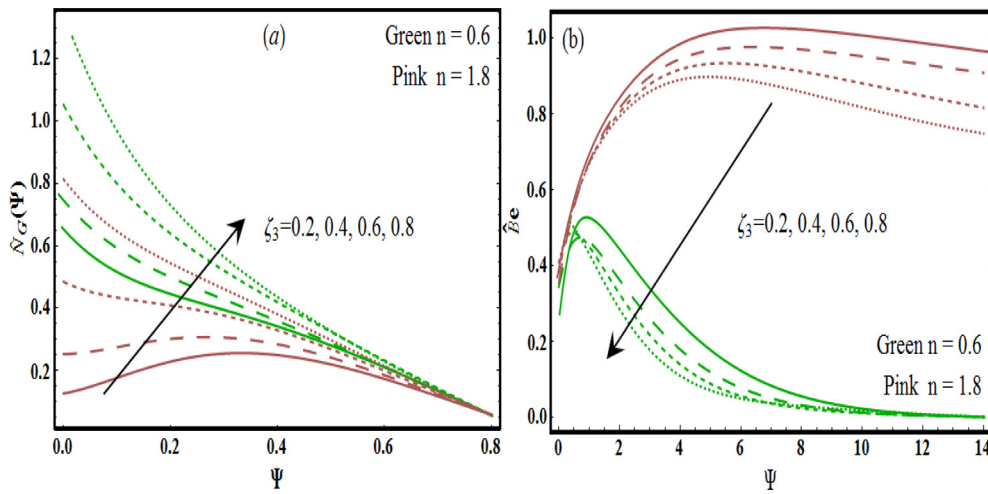 (a)
Green n = 0.6
Pink n = 1.8
1.2
1.0
0.8
0.6
0.4
0.2
N̂G(Ψ)
ζ3=0.2, 0.4, 0.6, 0.8
0.0 0.2 0.4 0.6 0.8
Ψ
(b)
1.0
0.8
0.6
0.4
0.2
0.0
B̂e
ζ3=0.2, 0.4, 0.6, 0.8
Green n = 0.6
Pink n = 1.8
0 2 4 6 8 10 12 14
Ψ